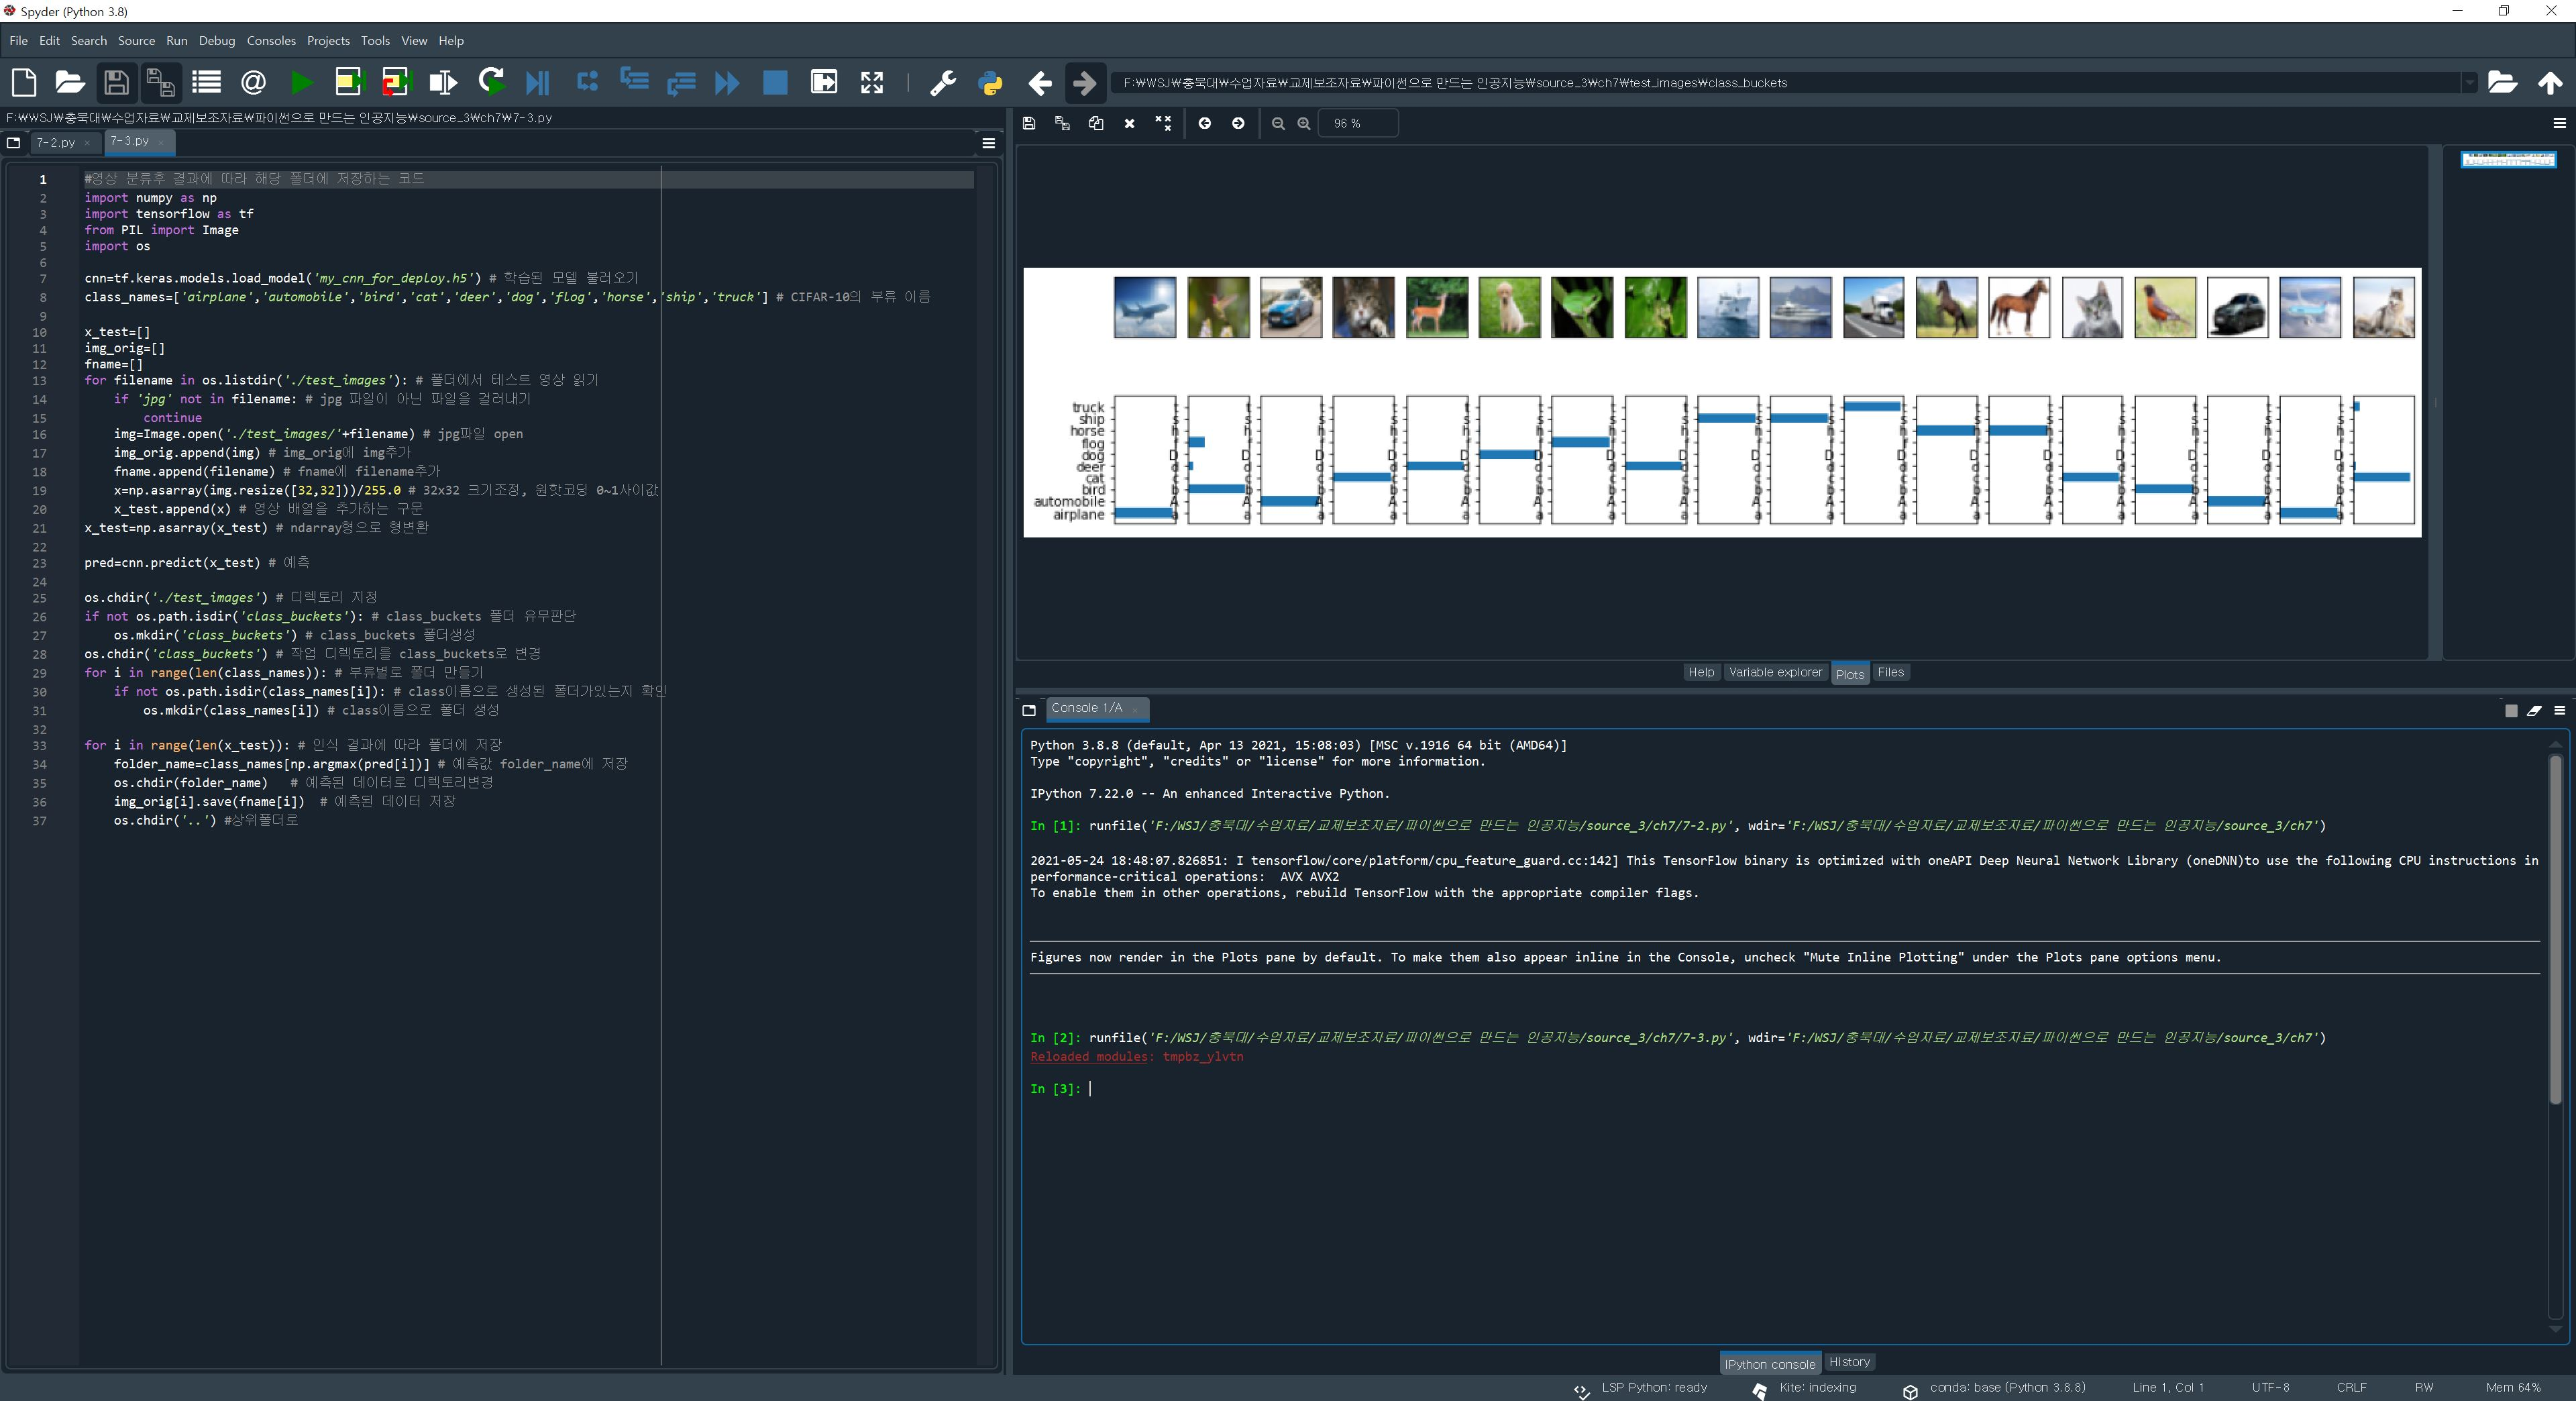 Spyder (Python 3.8)
File Edit Search Source Run Debug Consoles Projects Tools View Help
F:₩WSJ₩충북대₩수업자료₩교제보조자료₩파이썬으로 만드는 인공지능₩source_3₩ch7₩test_images₩class_buckets
F:₩WSJ₩충북대₩수업자료₩교제보조자료₩파이썬으로 만드는 인공지능₩source_3₩ch7₩7-3.py
7-2.py 7-3.py
1 #영상 분류후 결과에 따라 해당 폴더에 저장하는 코드
2 import numpy as np
3 import tensorflow as tf
4 from PIL import Image
5 import os
6
7 cnn=tf.keras.models.load_model('my_cnn_for_deploy.h5') # 학습된 모델 불러오기
8 class_names=['airplane','automobile','bird','cat','deer','dog','flog','horse','ship','truck'] # CIFAR-10의 부류 이름
9
10 x_test=[]
11 img_orig=[]
12 fname=[]
13 for filename in os.listdir('./test_images'): # 폴더에서 테스트 영상 읽기
14 if 'jpg' not in filename: # jpg 파일이 아닌 파일을 걸러내기
15 continue
16 img=Image.open('./test_images/'+filename) # jpg파일 open
17 img_orig.append(img) # img_orig에 img추가
18 fname.append(filename) # fname에 filename추가
19 x=np.asarray(img.resize([32,32]))/255.0 # 32x32 크기조정, 원핫코딩 0~1사이값
20 x_test.append(x) # 영상 배열을 추가하는 구문
21 x_test=np.asarray(x_test) # ndarray형으로 형변환
22
23 pred=cnn.predict(x_test) # 예측
24
25 os.chdir('./test_images') # 디렉토리 지정
26 if not os.path.isdir('class_buckets'): # class_buckets 폴더 유무판단
27 os.mkdir('class_buckets') # class_buckets 폴더생성
28 os.chdir('class_buckets') # 작업 디렉토리를 class_buckets로 변경
29 for i in range(len(class_names)): # 부류별로 폴더 만들기
30 if not os.path.isdir(class_names[i]): # class이름으로 생성된 폴더가있는지 확인
31 os.mkdir(class_names[i]) # class이름으로 폴더 생성
32
33 for i in range(len(x_test)): # 인식 결과에 따라 폴더에 저장
34 folder_name=class_names[np.argmax(pred[i])] # 예측값 folder_name에 저장
35 os.chdir(folder_name) # 예측된 데이터로 디렉토리변경
36 img_orig[i].save(fname[i]) # 예측된 데이터 저장
37 os.chdir('..') #상위폴더로
96 %
truck
ship
horse
flog
dog
deer
cat
bird
automobile
airplane
Help Variable explorer Plots Files
Console 1/A
Python 3.8.8 (default, Apr 13 2021, 15:08:03) [MSC v.1916 64 bit (AMD64)]
Type "copyright", "credits" or "license" for more information.
IPython 7.22.0 -- An enhanced Interactive Python.
In [1]: runfile('F:/WSJ/충북대/수업자료/교제보조자료/파이썬으로 만드는 인공지능/source_3/ch7/7-2.py', wdir='F:/WSJ/충북대/수업자료/교제보조자료/파이썬으로 만드는 인공지능/source_3/ch7')
2021-05-24 18:48:07.826851: I tensorflow/core/platform/cpu_feature_guard.cc:142] This TensorFlow binary is optimized with oneAPI Deep Neural Network Library (oneDNN)to use the following CPU instructions in
performance-critical operations:  AVX AVX2
To enable them in other operations, rebuild TensorFlow with the appropriate compiler flags.
Figures now render in the Plots pane by default. To make them also appear inline in the Console, uncheck "Mute Inline Plotting" under the Plots pane options menu.
In [2]: runfile('F:/WSJ/충북대/수업자료/교제보조자료/파이썬으로 만드는 인공지능/source_3/ch7/7-3.py', wdir='F:/WSJ/충북대/수업자료/교제보조자료/파이썬으로 만드는 인공지능/source_3/ch7')
Reloaded modules: tmpbz_ylvtn
In [3]:
IPython console History
LSP Python: ready Kite: indexing conda: base (Python 3.8.8) Line 1, Col 1 UTF-8 CRLF RW Mem 64%